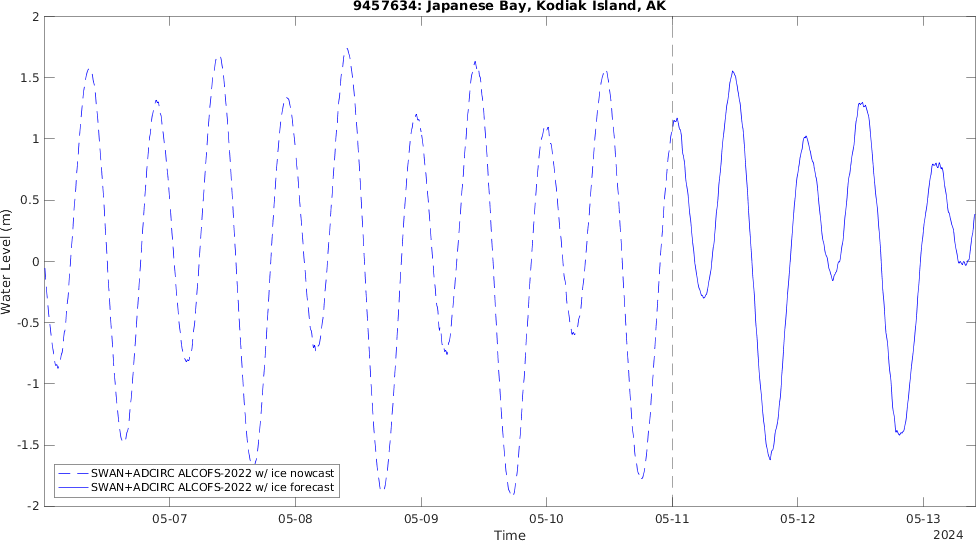 9457634: Japanese Bay, Kodiak Island, AK
2
1.5
1
0.5
0
-0.5
-1
-1.5
-2
Water Level (m)
SWAN+ADCIRC ALCOFS-2022 w/ ice nowcast
SWAN+ADCIRC ALCOFS-2022 w/ ice forecast
05-07 05-08 05-09 05-10 05-11 05-12 05-13
Time
2024